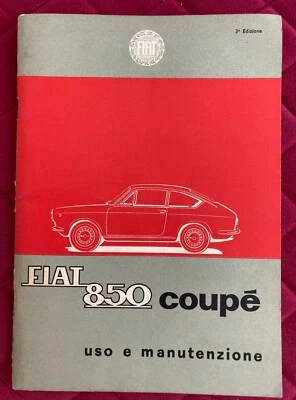 FIAT
2ª Edizione
FIAT 850 coupé
uso e manutenzione